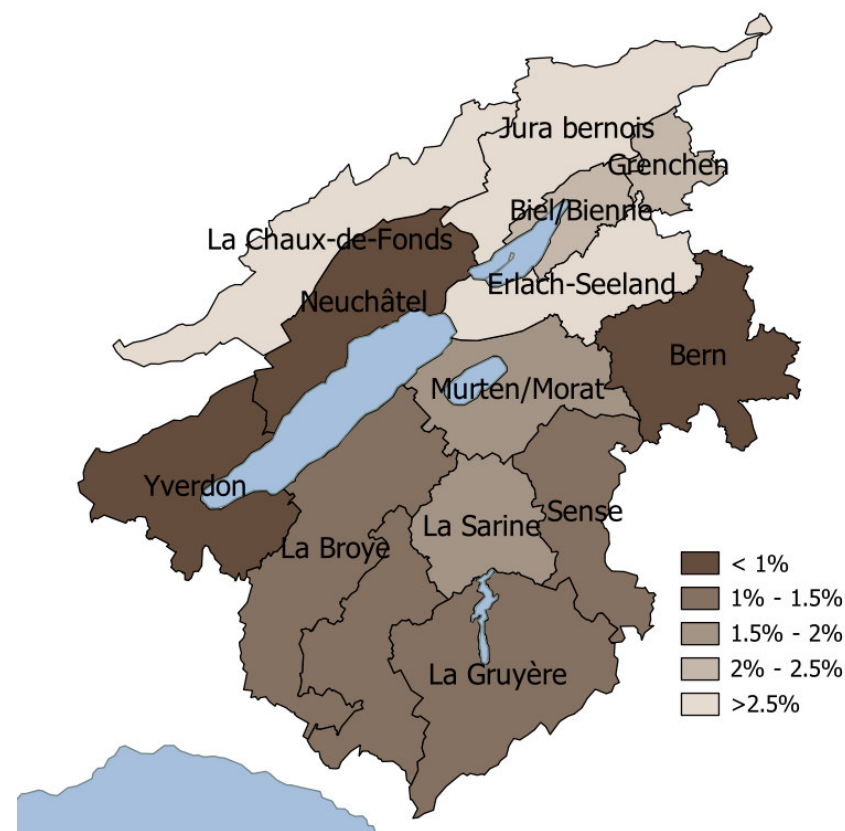 Jura bernois
Grenchen
Biel/Bienne
La Chaux-de-Fonds
Erlach-Seeland
Neuchâtel
Bern
Murten/Morat
Yverdon
Sense
La Sarine
La Broye
La Gruyère
< 1%
1% - 1.5%
1.5% - 2%
2% - 2.5%
>2.5%